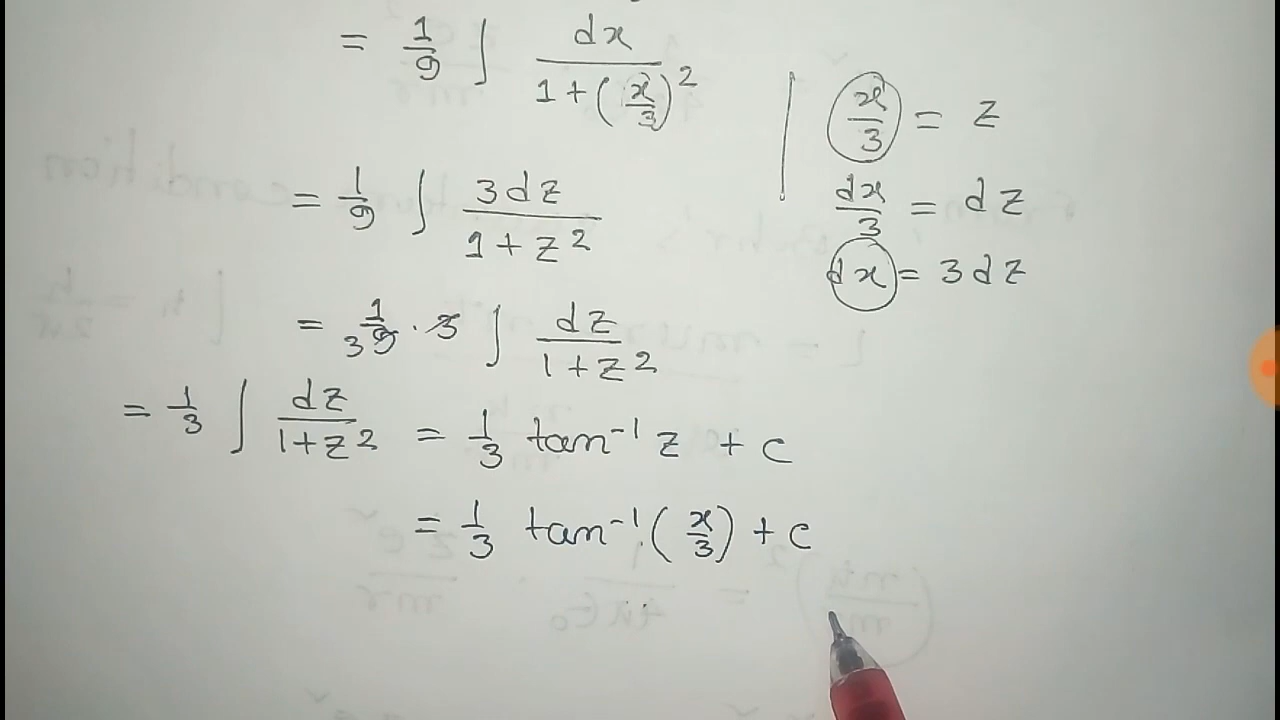 = 1/9 ∫ dx / (1 + (x/3)²)
x/3 = z
= 1/9 ∫ 3dz / (1 + z²)
dx/3 = dz
dx = 3dz
= 1/9 · 3 ∫ dz / (1 + z²)
3
= 1/3 ∫ dz / (1 + z²) = 1/3 tan⁻¹ z + c
= 1/3 tan⁻¹ (x/3) + c